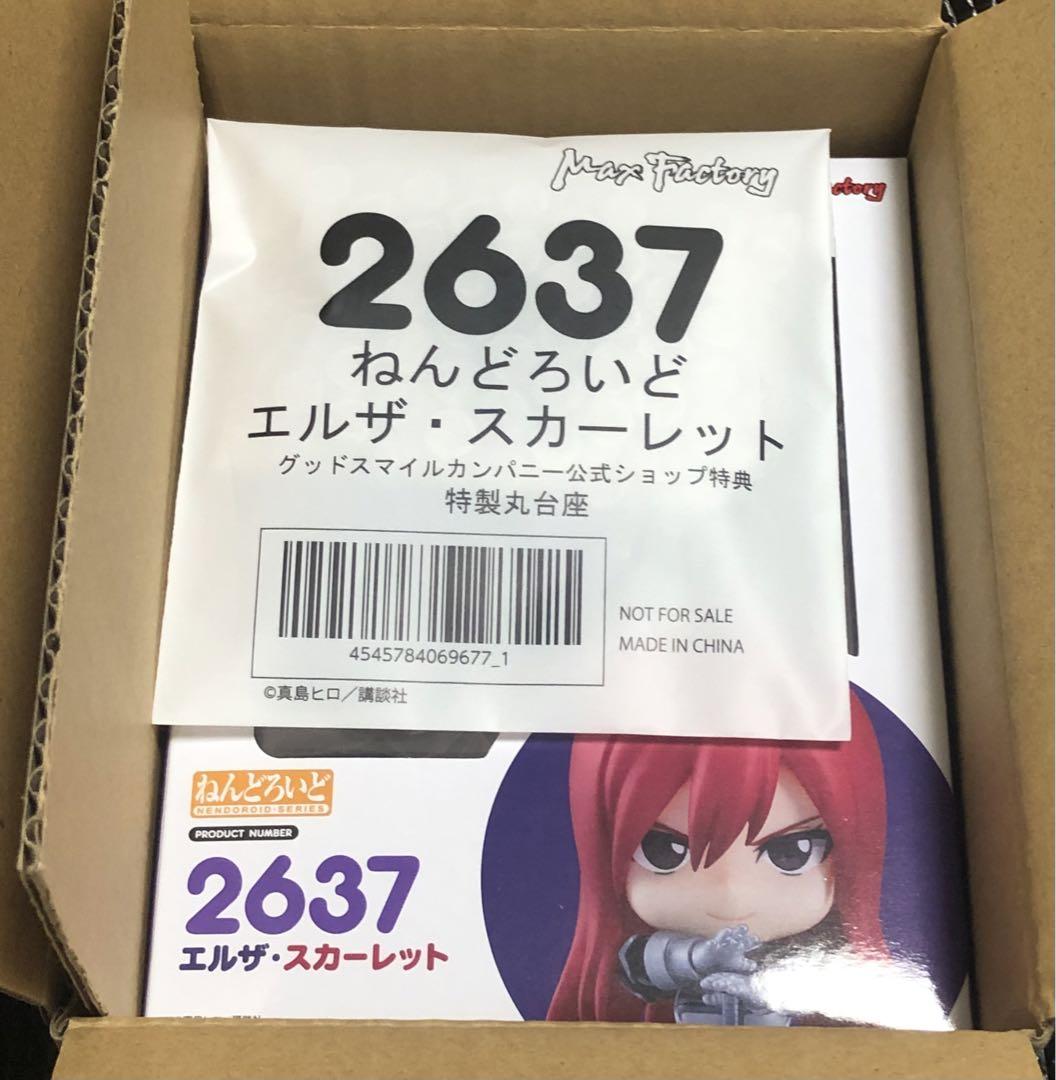 Max Factory
2637
ねんどろいど
エルザ・スカーレット
グッドスマイルカンパニー公式ショップ特典
特製丸台座
4545784069677_1
NOT FOR SALE
MADE IN CHINA
©真島ヒロ／講談社
ctory
ねんどろいど
NENDOROID-SERIES
PRODUCT NUMBER
2637
エルザ・スカーレット